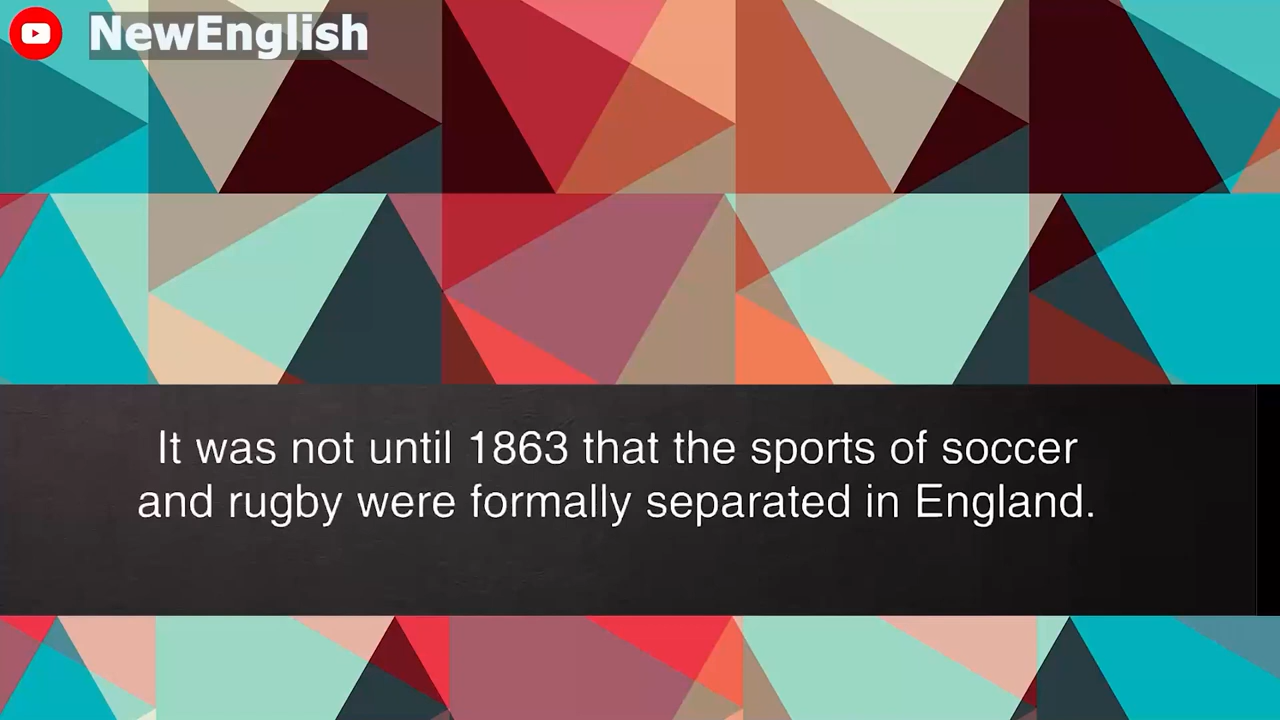 NewEnglish
It was not until 1863 that the sports of soccer
and rugby were formally separated in England.